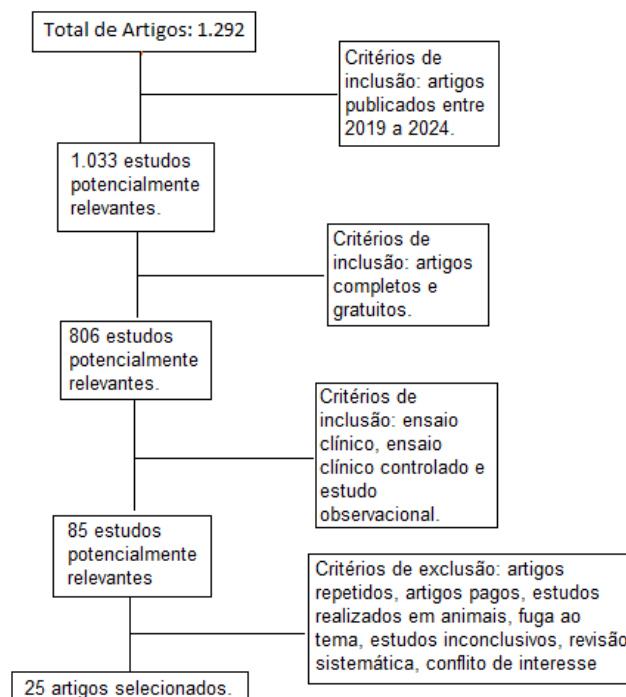 Total de Artigos: 1.292
Critérios de
inclusão: artigos
publicados entre
2019 a 2024.
1.033 estudos
potencialmente
relevantes.
Critérios de
inclusão: artigos
completos e
gratuitos.
806 estudos
potencialmente
relevantes.
Critérios de
inclusão: ensaio
clínico, ensaio
clínico controlado e
estudo
observacional.
85 estudos
potencialmente
relevantes
Critérios de exclusão: artigos
repetidos, artigos pagos, estudos
realizados em animais, fuga ao
tema, estudos inconclusivos, revisão
sistemática, conflito de interesse
25 artigos selecionados.